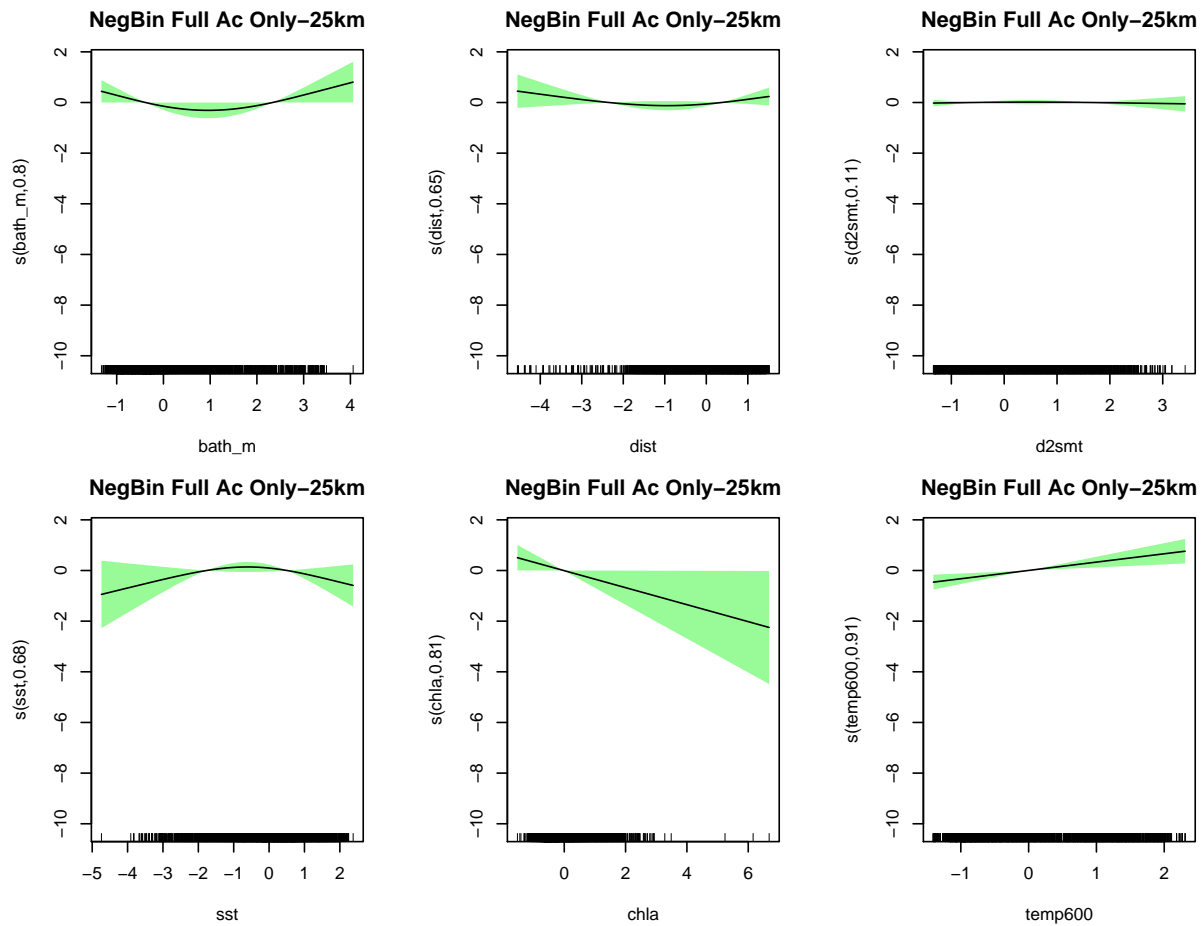 NegBin Full Ac Only−25km
2
0
−2
−4
−6
−8
−10
s(bath_m,0.8)
−1 0 1 2 3 4
bath_m
NegBin Full Ac Only−25km
2
0
−2
−4
−6
−8
−10
s(dist,0.65)
−4 −3 −2 −1 0 1
dist
NegBin Full Ac Only−25km
2
0
−2
−4
−6
−8
−10
s(d2smt,0.11)
−1 0 1 2 3
d2smt
NegBin Full Ac Only−25km
2
0
−2
−4
−6
−8
−10
s(sst,0.68)
−5 −4 −3 −2 −1 0 1 2
sst
NegBin Full Ac Only−25km
2
0
−2
−4
−6
−8
−10
s(chla,0.81)
0 2 4 6
chla
NegBin Full Ac Only−25km
2
0
−2
−4
−6
−8
−10
s(temp600,0.91)
−1 0 1 2
temp600